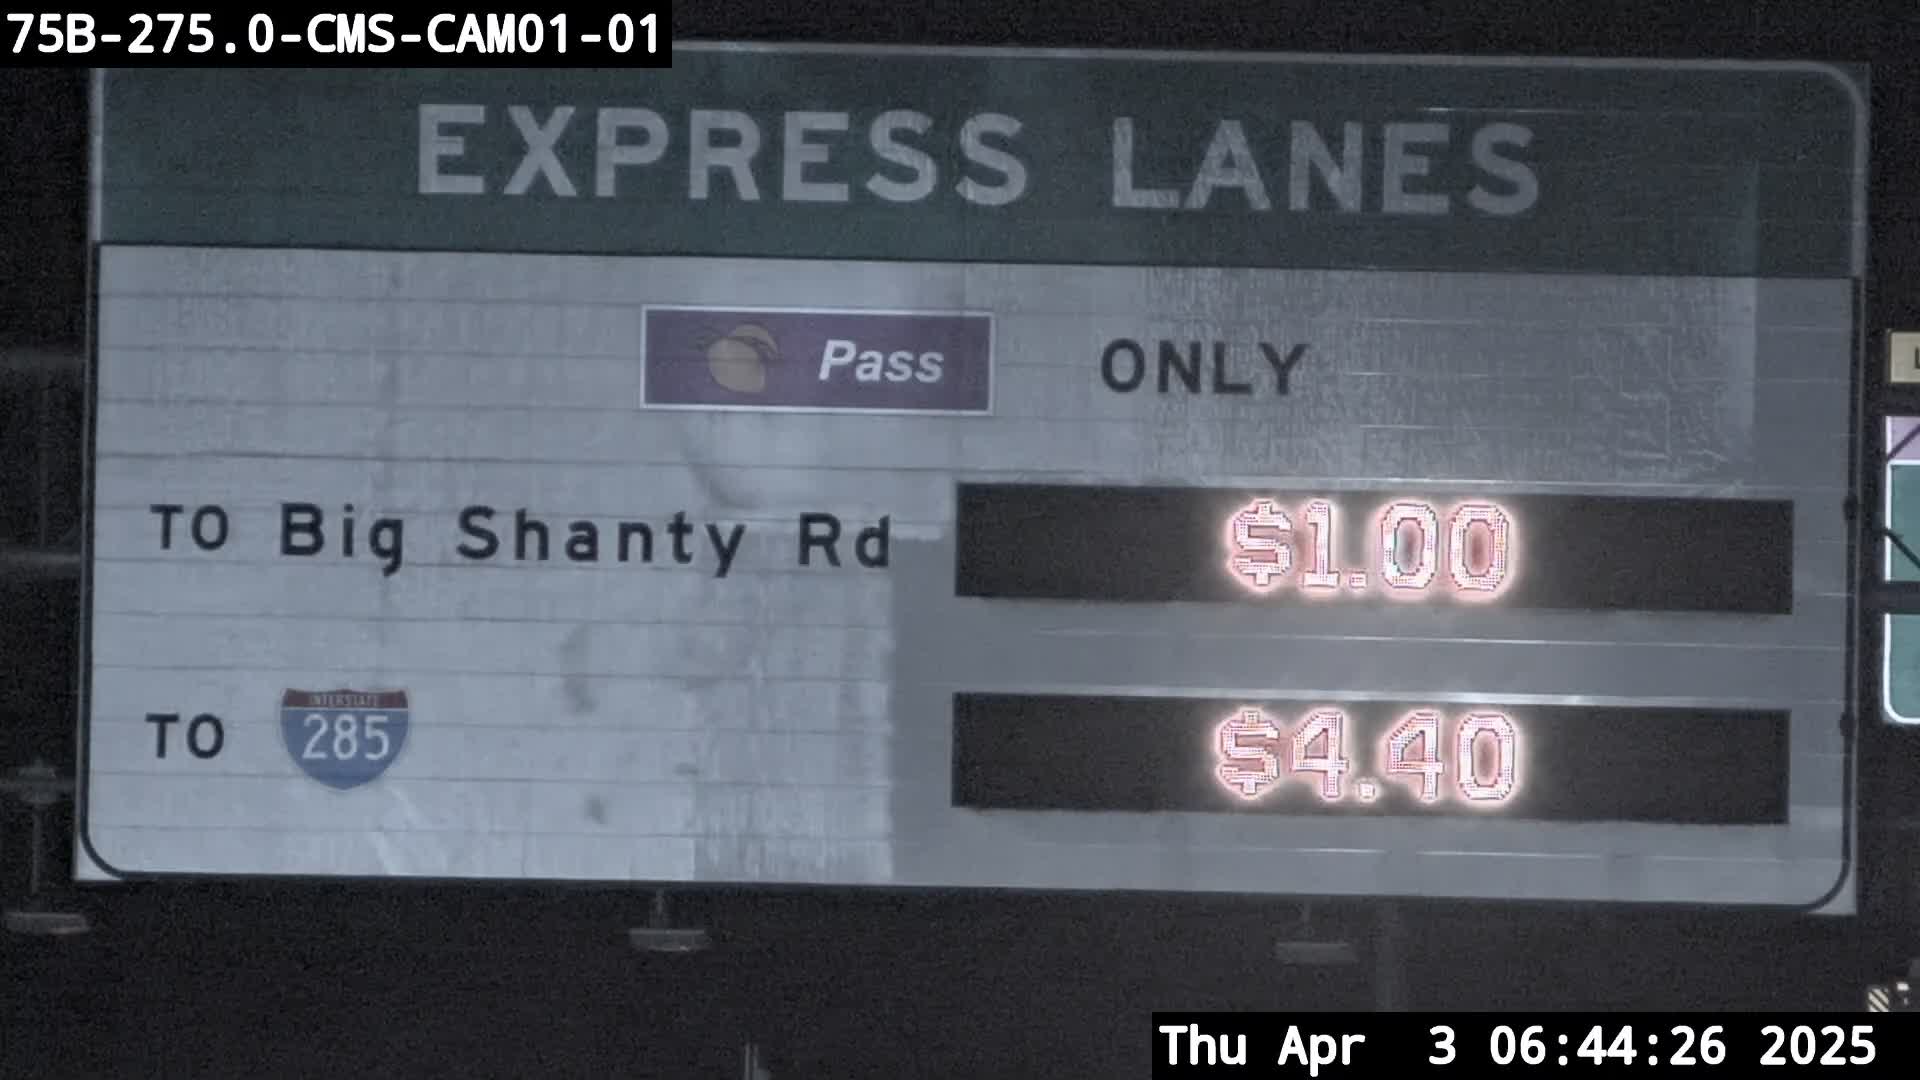 75B-275.0-CMS-CAM01-01
EXPRESS LANES
Pass ONLY
TO Big Shanty Rd $1.00
INTERSTATE
TO 285 $4.40
Thu Apr 3 06:44:26 2025